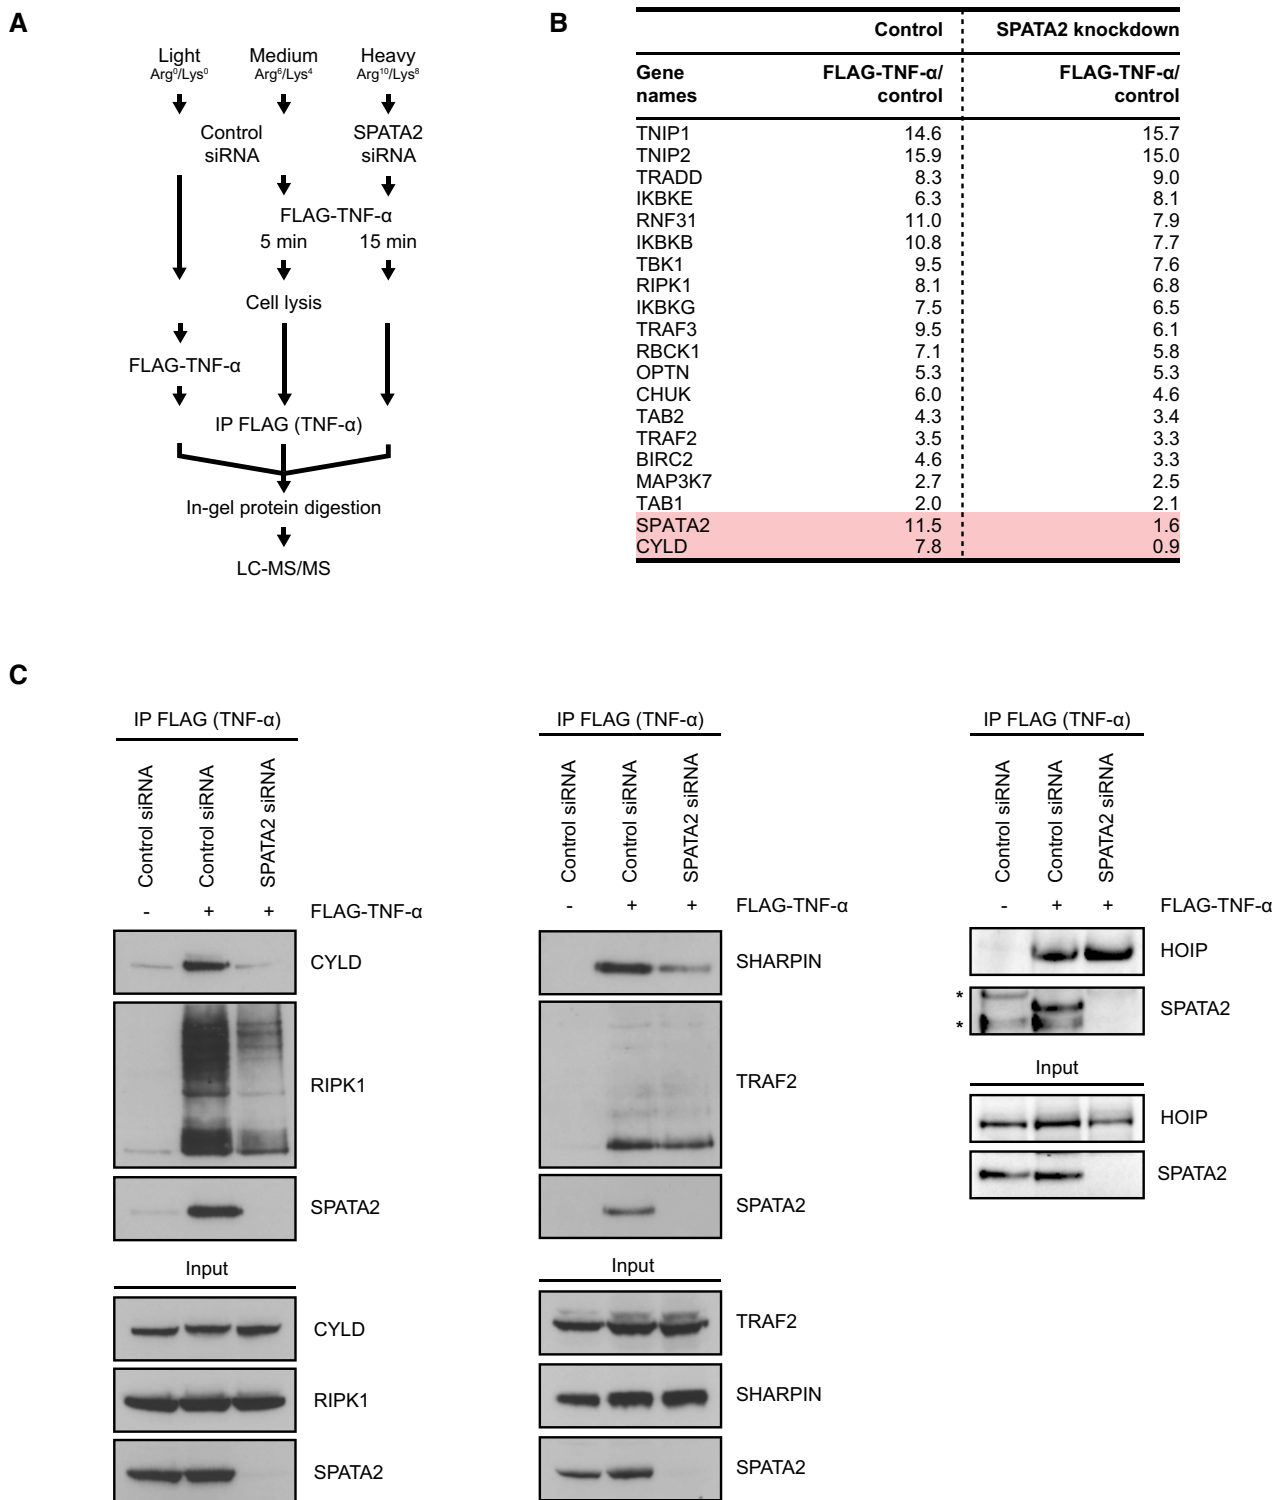 A
Light Medium Heavy
Arg⁰/Lys⁰ Arg⁶/Lys⁴ Arg¹⁰/Lys⁸
Control siRNA
SPATA2 siRNA
FLAG-TNF-α
5 min 15 min
Cell lysis
FLAG-TNF-α
IP FLAG (TNF-α)
In-gel protein digestion
LC-MS/MS
B
Control SPATA2 knockdown
Gene names FLAG-TNF-α/ control FLAG-TNF-α/ control
TNIP1 14.6 15.7
TNIP2 15.9 15.0
TRADD 8.3 9.0
IKBKE 6.3 8.1
RNF31 11.0 7.9
IKBKB 10.8 7.7
TBK1 9.5 7.6
RIPK1 8.1 6.8
IKBKG 7.5 6.5
TRAF3 9.5 6.1
RBCK1 7.1 5.8
OPTN 5.3 5.3
CHUK 6.0 4.6
TAB2 4.3 3.4
TRAF2 3.5 3.3
BIRC2 4.6 3.3
MAP3K7 2.7 2.5
TAB1 2.0 2.1
SPATA2 11.5 1.6
CYLD 7.8 0.9
C
IP FLAG (TNF-α)
Control siRNA
Control siRNA
SPATA2 siRNA
- + + FLAG-TNF-α
CYLD
RIPK1
SPATA2
Input
CYLD
RIPK1
SPATA2
IP FLAG (TNF-α)
Control siRNA
Control siRNA
SPATA2 siRNA
- + + FLAG-TNF-α
SHARPIN
TRAF2
SPATA2
Input
TRAF2
SHARPIN
SPATA2
IP FLAG (TNF-α)
Control siRNA
Control siRNA
SPATA2 siRNA
- + + FLAG-TNF-α
HOIP
*
* SPATA2
Input
HOIP
SPATA2